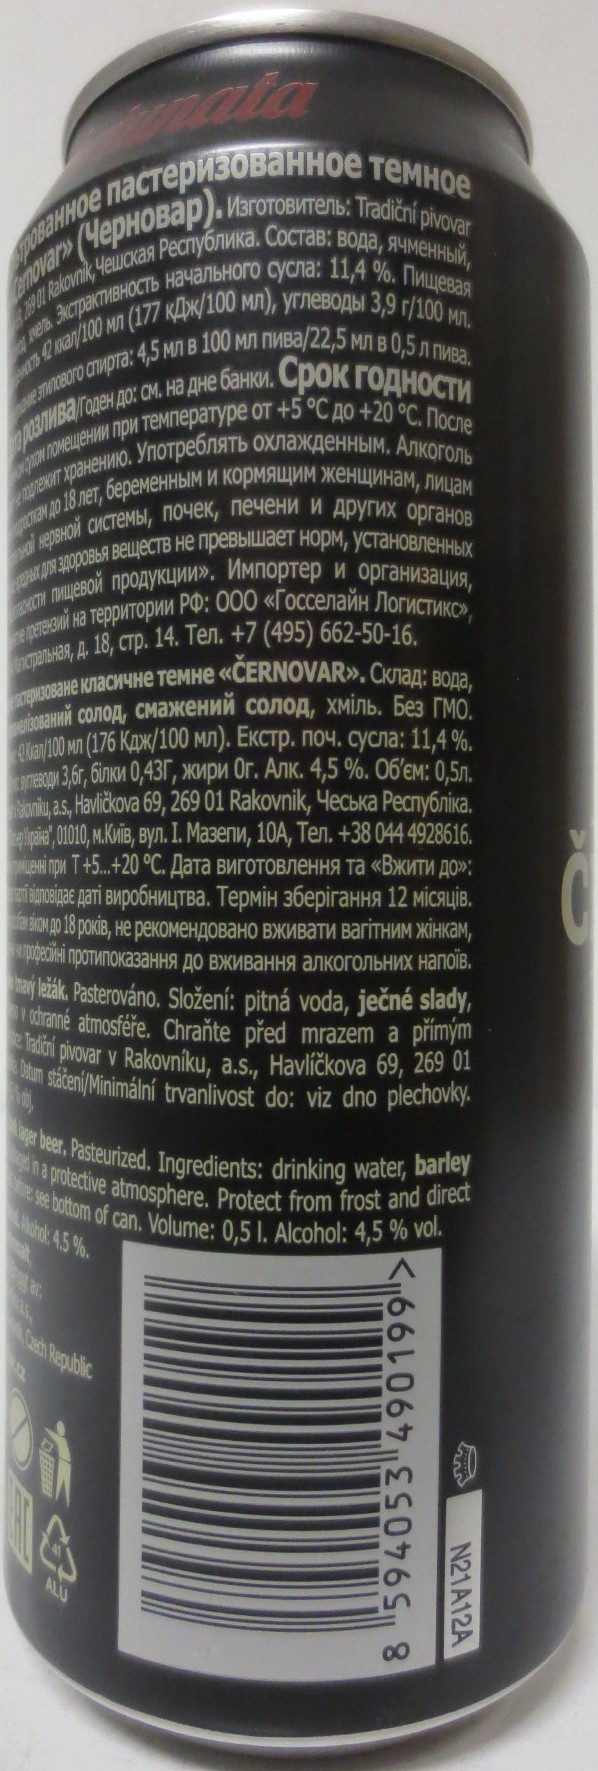 пастеризованное темное
(Черновар). Изготовитель: Tradiční pivovar
269 01 Rakovník, Чешская Республика. Состав: вода, ячменный,
хмель. Экстрактивность начального сусла: 11,4 %. Пищевая
42 ккал/100 мл (177 кДж/100 мл), углеводы 3,9 г/100 мл.
этилового спирта: 4,5 мл в 100 мл пива/22,5 мл в 0,5 л пива.
розлива/Годен до: см. на дне банки. Срок годности
сухом помещении при температуре от +5 °С до +20 °С. После
не подлежит хранению. Употреблять охлажденным. Алкоголь
до 18 лет, беременным и кормящим женщинам, лицам
нервной системы, почек, печени и других органов
для здоровья веществ не превышает норм, установленных
пищевой продукции». Импортер и организация,
претензий на территории РФ: ООО «Госселайн Логистикс»,
д. 18, стр. 14. Тел. +7 (495) 662-50-16.
класичне темне «ČERNOVAR». Склад: вода,
солод, смажений солод, хміль. Без ГМО.
42 Ккал/100 мл (176 Кдж/100 мл). Екстр. поч. сусла: 11,4 %.
вуглеводи 3,6г, білки 0,43Г, жири 0г. Алк. 4,5 %. Об'єм: 0,5л.
Rakovníku, a.s., Havlíčkova 69, 269 01 Rakovnik, Чеська Республіка.
Україна", 01010, м.Київ, вул. І. Мазепи, 10А, Тел. +38 044 4928616.
при Т +5...+20 °С. Дата виготовлення та «Вжити до»:
відповідає даті виробництва. Термін зберігання 12 місяців.
віком до 18 років, не рекомендовано вживати вагітним жінкам,
професійні протипоказання до вживання алкогольних напоїв.
tmavý ležák. Pasterováno. Složení: pitná voda, ječné slady,
v ochranné atmosféře. Chraňte před mrazem a přímým
Tradiční pivovar v Rakovníku, a.s., Havlíčkova 69, 269 01
Datum stáčení/Minimální trvanlivost do: viz dno plechovky.
obj,
lager beer. Pasteurized. Ingredients: drinking water, barley
in a protective atmosphere. Protect from frost and direct
see bottom of can. Volume: 0,5 l. Alcohol: 4,5 % vol.
Alkohol: 4.5 %.
Czech Republic
41
ALU
8 594053 490199 >
N21A12A
Č